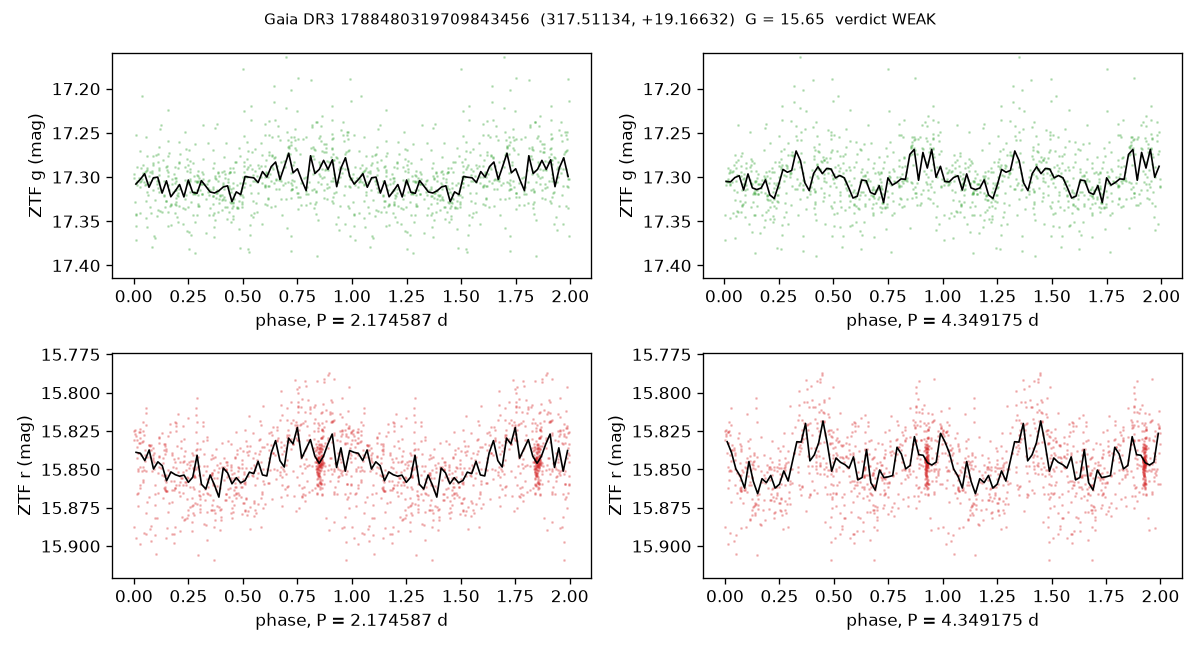 Gaia DR3 1788480319709843456  (317.51134, +19.16632)  G = 15.65  verdict WEAK
17.20
17.25
17.30
17.35
17.40
ZTF g (mag)
0.00 0.25 0.50 0.75 1.00 1.25 1.50 1.75 2.00
phase, P = 2.174587 d
17.20
17.25
17.30
17.35
17.40
ZTF g (mag)
0.00 0.25 0.50 0.75 1.00 1.25 1.50 1.75 2.00
phase, P = 4.349175 d
15.775
15.800
15.825
15.850
15.875
15.900
ZTF r (mag)
0.00 0.25 0.50 0.75 1.00 1.25 1.50 1.75 2.00
phase, P = 2.174587 d
15.775
15.800
15.825
15.850
15.875
15.900
ZTF r (mag)
0.00 0.25 0.50 0.75 1.00 1.25 1.50 1.75 2.00
phase, P = 4.349175 d